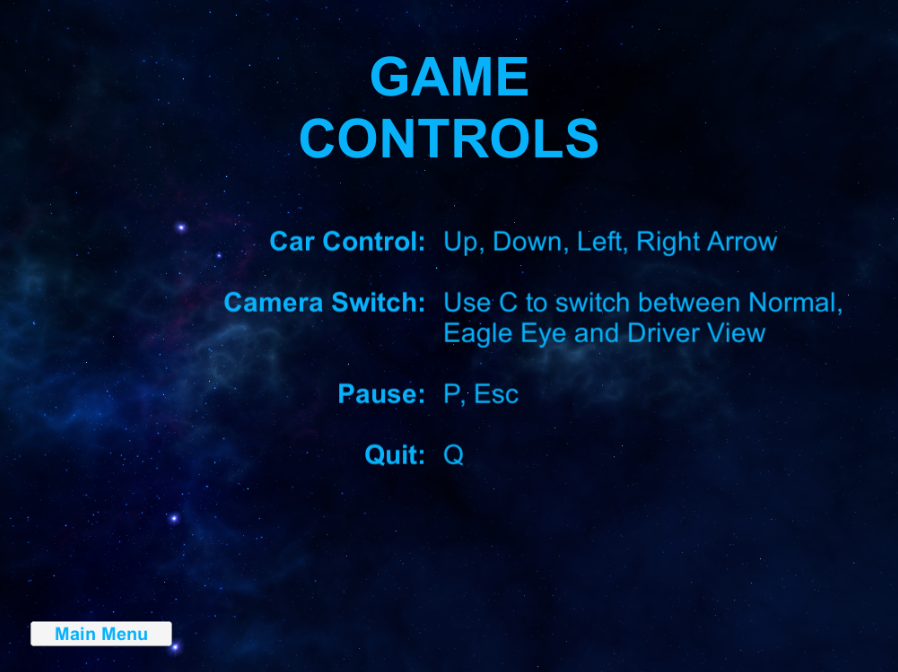 GAME
CONTROLS
Car Control: Up, Down, Left, Right Arrow
Camera Switch: Use C to switch between Normal,
Eagle Eye and Driver View
Pause: P, Esc
Quit: Q
Main Menu